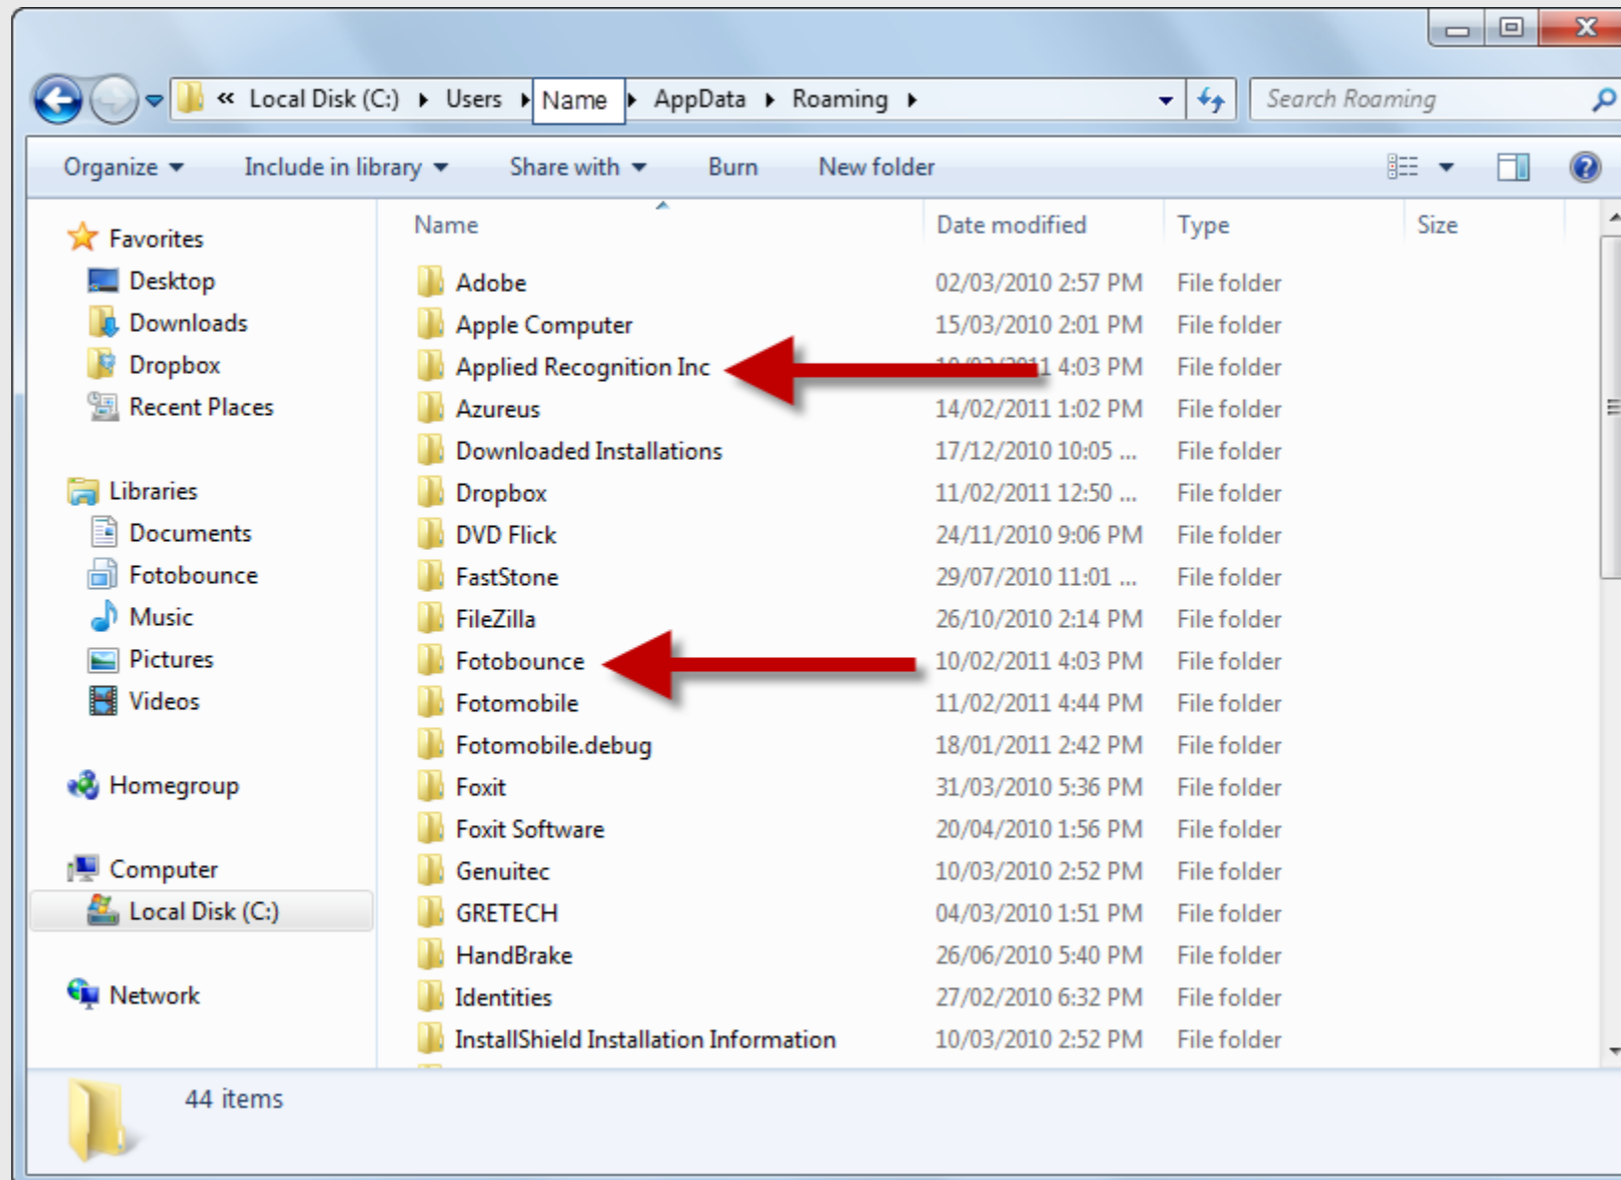 « Local Disk (C:) Users Name AppData Roaming Search Roaming
Organize Include in library Share with Burn New folder
Favorites
Desktop
Downloads
Dropbox
Recent Places
Libraries
Documents
Fotobounce
Music
Pictures
Videos
Homegroup
Computer
Local Disk (C:)
Network
Name Date modified Type Size
Adobe 02/03/2010 2:57 PM File folder
Apple Computer 15/03/2010 2:01 PM File folder
Applied Recognition Inc 4:03 PM File folder
Azureus 14/02/2011 1:02 PM File folder
Downloaded Installations 17/12/2010 10:05 ... File folder
Dropbox 11/02/2011 12:50 ... File folder
DVD Flick 24/11/2010 9:06 PM File folder
FastStone 29/07/2010 11:01 ... File folder
FileZilla 26/10/2010 2:14 PM File folder
Fotobounce 10/02/2011 4:03 PM File folder
Fotomobile 11/02/2011 4:44 PM File folder
Fotomobile.debug 18/01/2011 2:42 PM File folder
Foxit 31/03/2010 5:36 PM File folder
Foxit Software 20/04/2010 1:56 PM File folder
Genuitec 10/03/2010 2:52 PM File folder
GRETECH 04/03/2010 1:51 PM File folder
HandBrake 26/06/2010 5:40 PM File folder
Identities 27/02/2010 6:32 PM File folder
InstallShield Installation Information 10/03/2010 2:52 PM File folder
44 items